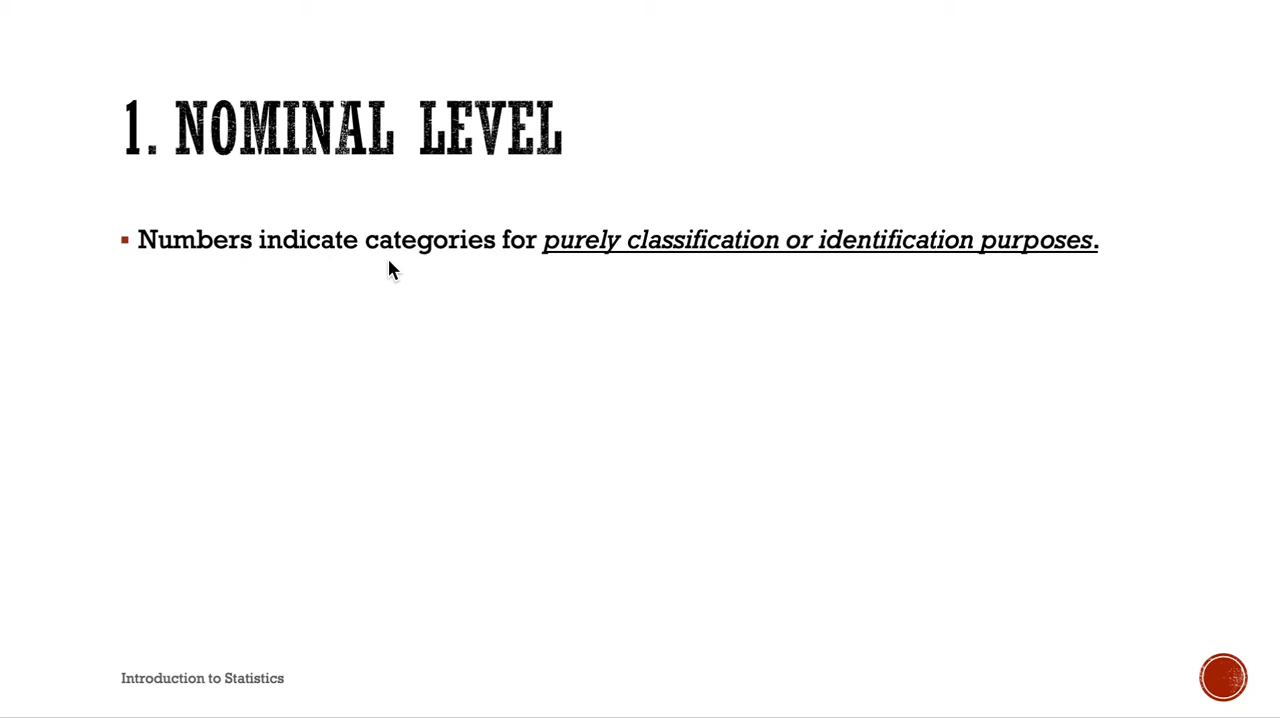 1. NOMINAL LEVEL
▪ Numbers indicate categories for purely classification or identification purposes.
Introduction to Statistics